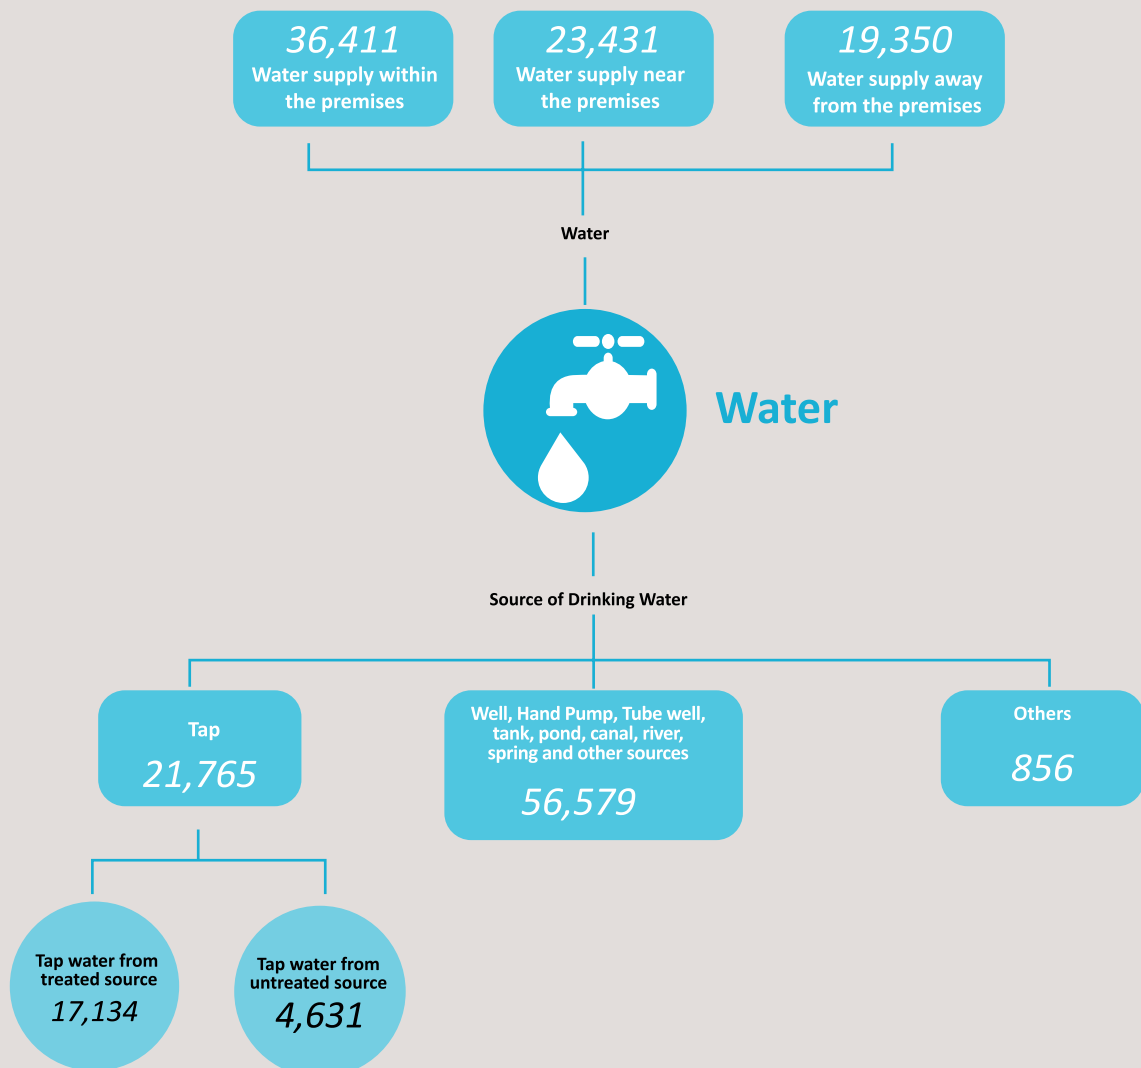 36,411
Water supply within
the premises
23,431
Water supply near
the premises
19,350
Water supply away
from the premises
Water
Water
Source of Drinking Water
Tap
21,765
Well, Hand Pump, Tube well,
tank, pond, canal, river,
spring and other sources
56,579
Others
856
Tap water from
treated source
17,134
Tap water from
untreated source
4,631